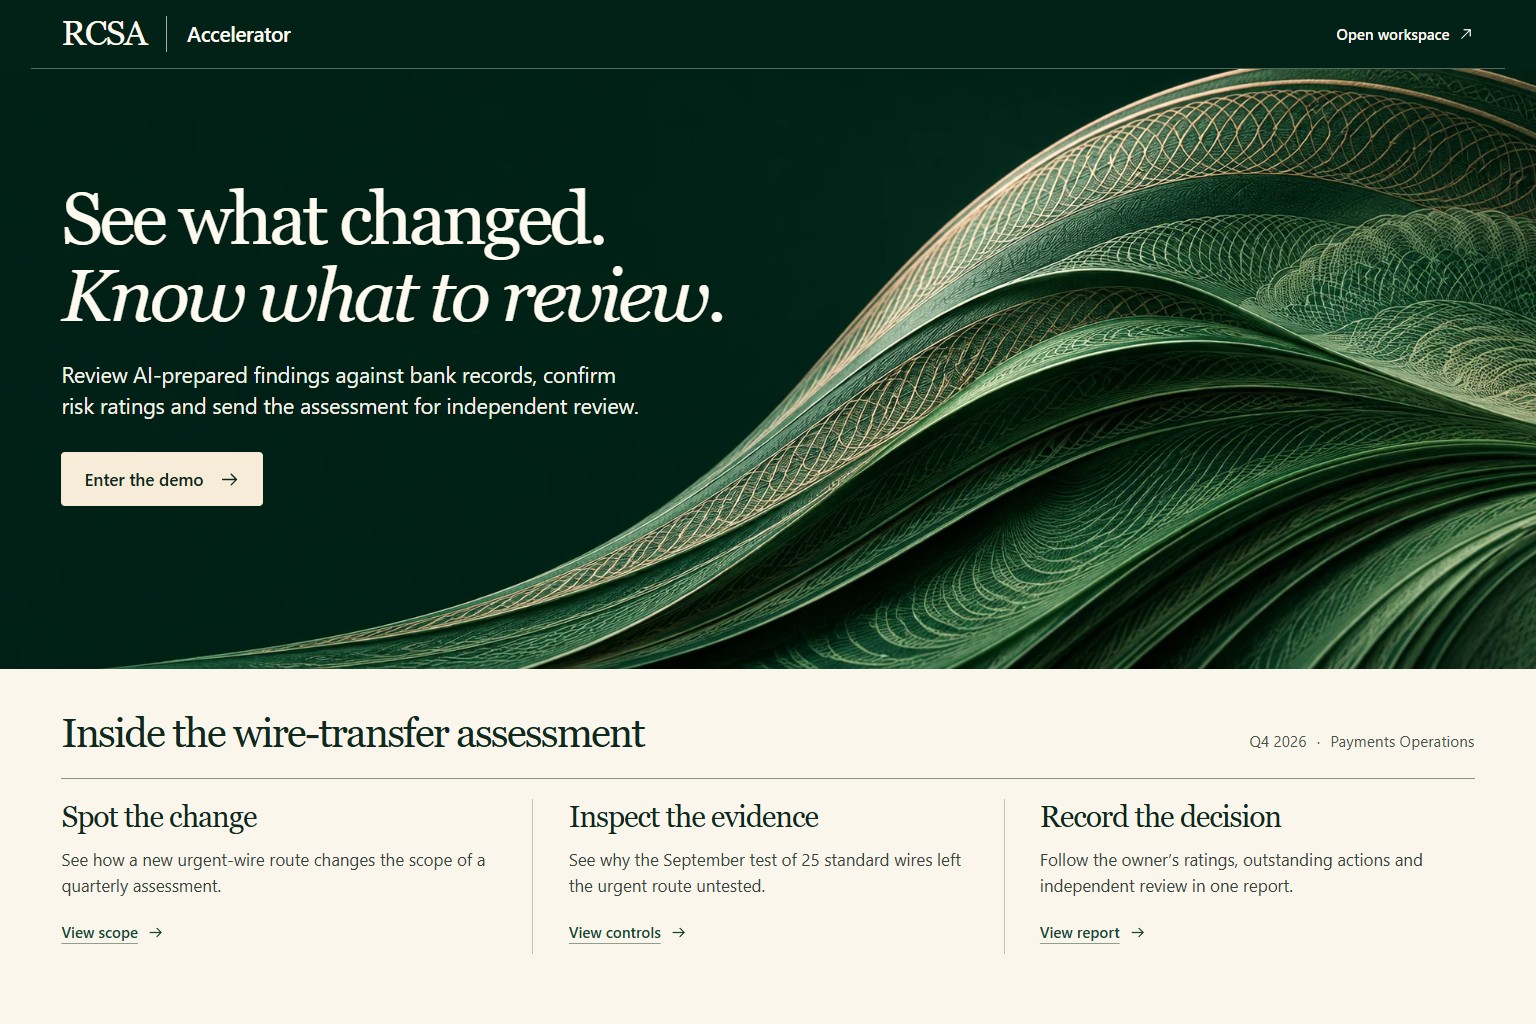 RCSA
Accelerator
Open workspace
See what changed.
Know what to review.
Review AI-prepared findings against bank records, confirm
risk ratings and send the assessment for independent review.
Enter the demo
Inside the wire-transfer assessment
Q4 2026 · Payments Operations
Spot the change
See how a new urgent-wire route changes the scope of a
quarterly assessment.
View scope
Inspect the evidence
See why the September test of 25 standard wires left
the urgent route untested.
View controls
Record the decision
Follow the owner’s ratings, outstanding actions and
independent review in one report.
View report